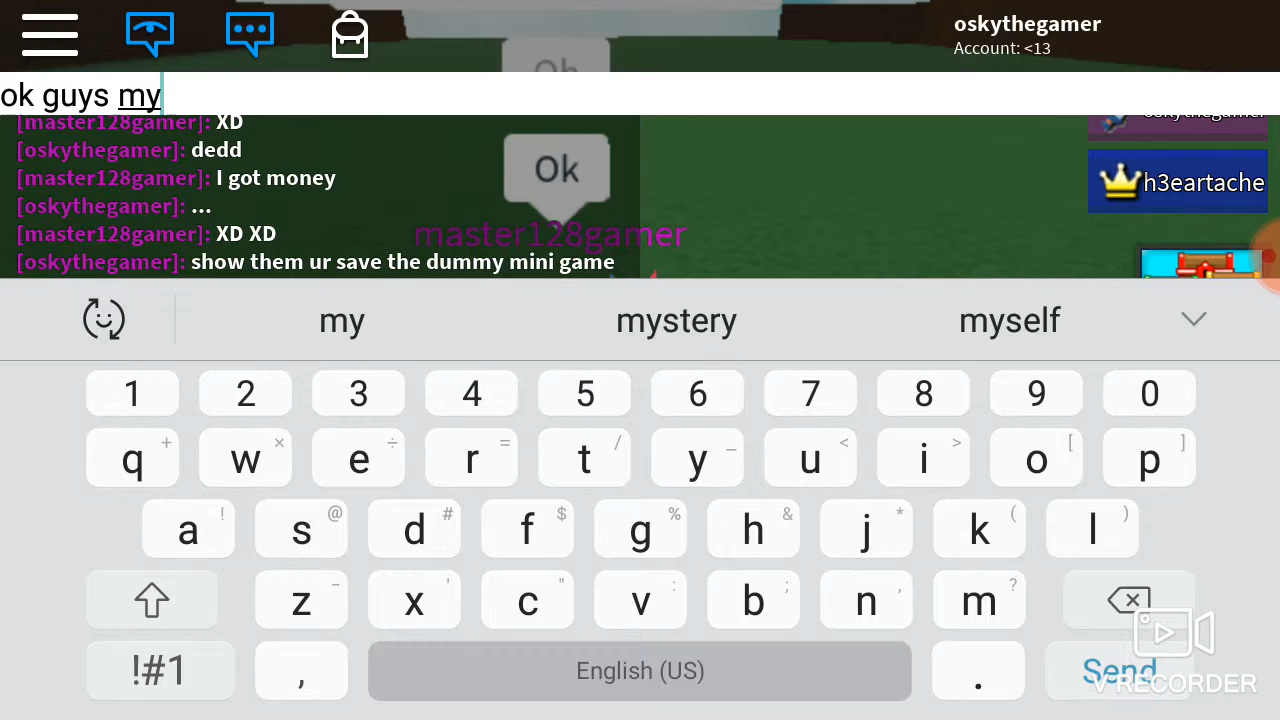 oskythegamer
Account: <13
Oh
ok guys my
[master128gamer]: XD
[oskythegamer]: dedd
[master128gamer]: I got money
[oskythegamer]: ...
[master128gamer]: XD XD
[oskythegamer]: show them ur save the dummy mini game
Ok
master128gamer
oskythegamer
h3eartache
my mystery myself
1 2 3 4 5 6 7 8 9 0
q + w × e ÷ r = t / y _ u < i > o [ p ]
a ! s @ d # f $ g % h & j * k ( l )
z - x ' c " v : b ; n , m ?
!#1 , English (US) . Send
V RECORDER